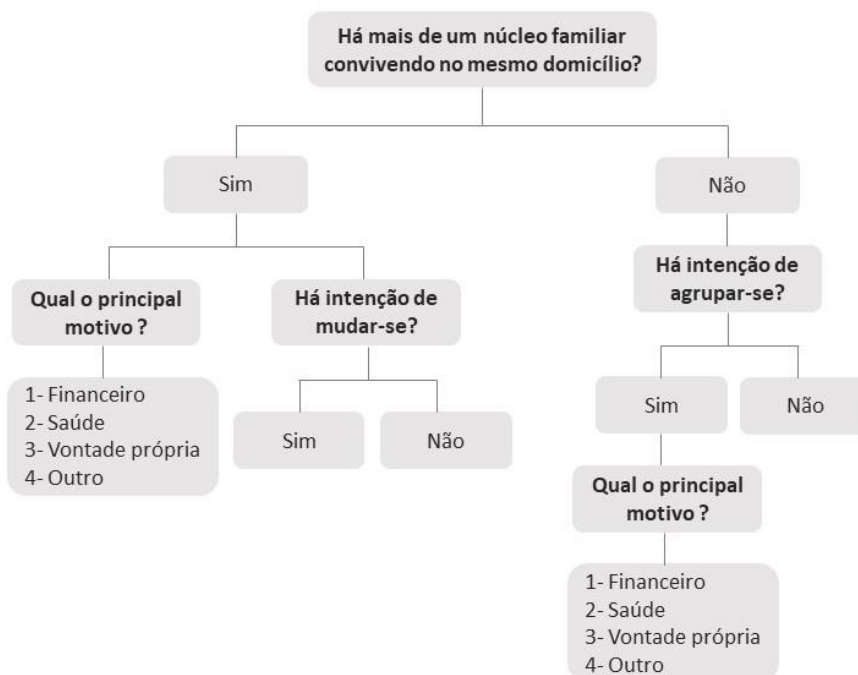 Há mais de um núcleo familiar
convivendo no mesmo domicílio?
Sim
Não
Qual o principal
motivo ?
Há intenção de
mudar-se?
Há intenção de
agrupar-se?
1- Financeiro
2- Saúde
3- Vontade própria
4- Outro
Sim
Não
Sim
Não
Qual o principal
motivo ?
1- Financeiro
2- Saúde
3- Vontade própria
4- Outro